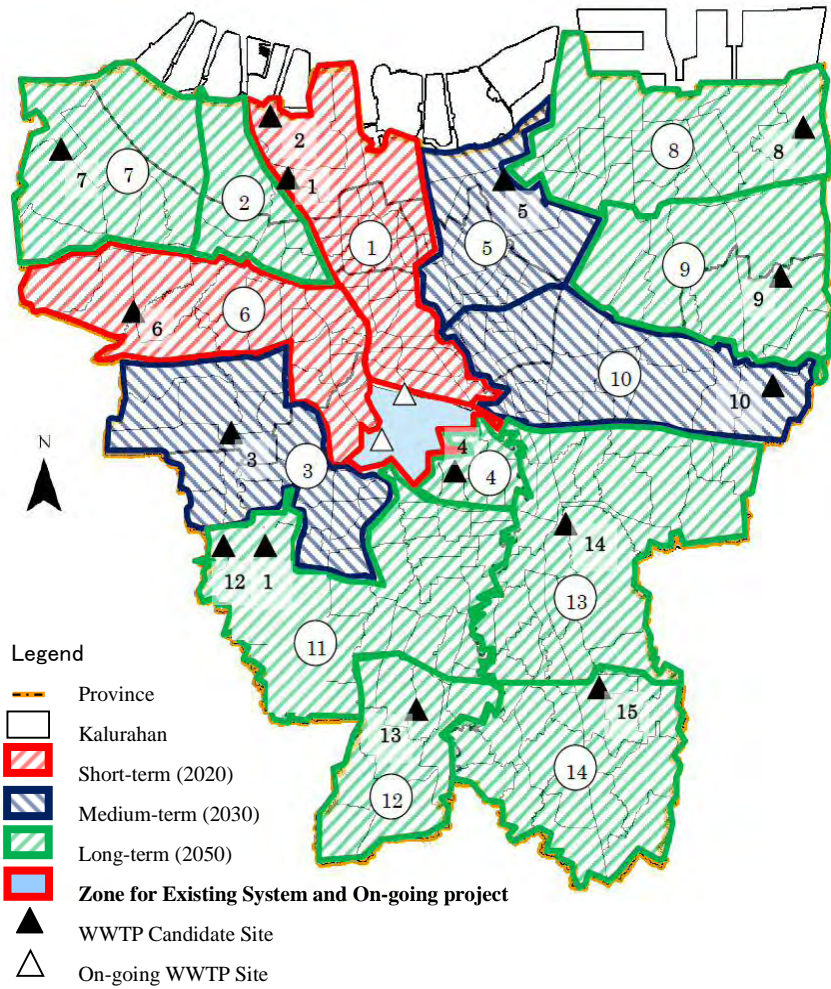 2
8
1
8
7
7
2
5
5
1
9
9
6
6
10
10
N
4
3
3
4
14
12
1
13
11
Legend
15
Province
13
Kalurahan
14
Short-term (2020)
12
Medium-term (2030)
Long-term (2050)
Zone for Existing System and On-going project
WWTP Candidate Site
On-going WWTP Site